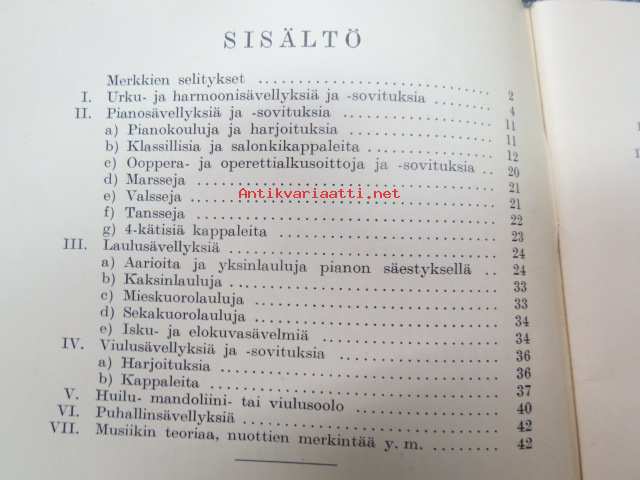 SISÄLTÖ
Merkkien selitykset 2
I. Urku- ja harmoonisävellyksiä ja -sovituksia 4
II. Pianosävellyksiä ja -sovituksia 11
a) Pianokouluja ja harjoituksia 11
b) Klassillisia ja salonkikappaleita 12
c) Ooppera- ja operettialkusoittoja ja -sovituksia 20
d) Marsseja 21
e) Valsseja 21
f) Tansseja 22
g) 4-kätisiä kappaleita 23
III. Laulusävellyksiä 24
a) Aarioita ja yksinlauluja pianon säestyksellä 24
b) Kaksinlauluja 33
c) Mieskuorolauluja 33
d) Sekakuorolauluja 34
e) Isku- ja elokuvasävelmiä 34
IV. Viulusävellyksiä ja -sovituksia 36
a) Harjoituksia 36
b) Kappaleita 37
V. Huilu- mandoliini- tai viulusoolo 40
VI. Puhallinsävellyksiä 42
VII. Musiikin teoriaa, nuottien merkintää y. m. 42
Antikvariaatti.net